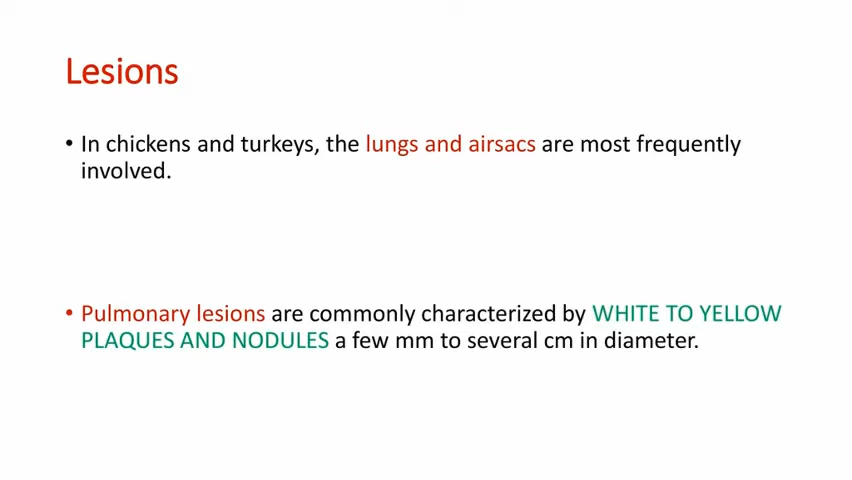 Lesions
• In chickens and turkeys, the lungs and airsacs are most frequently
involved.
• Pulmonary lesions are commonly characterized by WHITE TO YELLOW
PLAQUES AND NODULES a few mm to several cm in diameter.